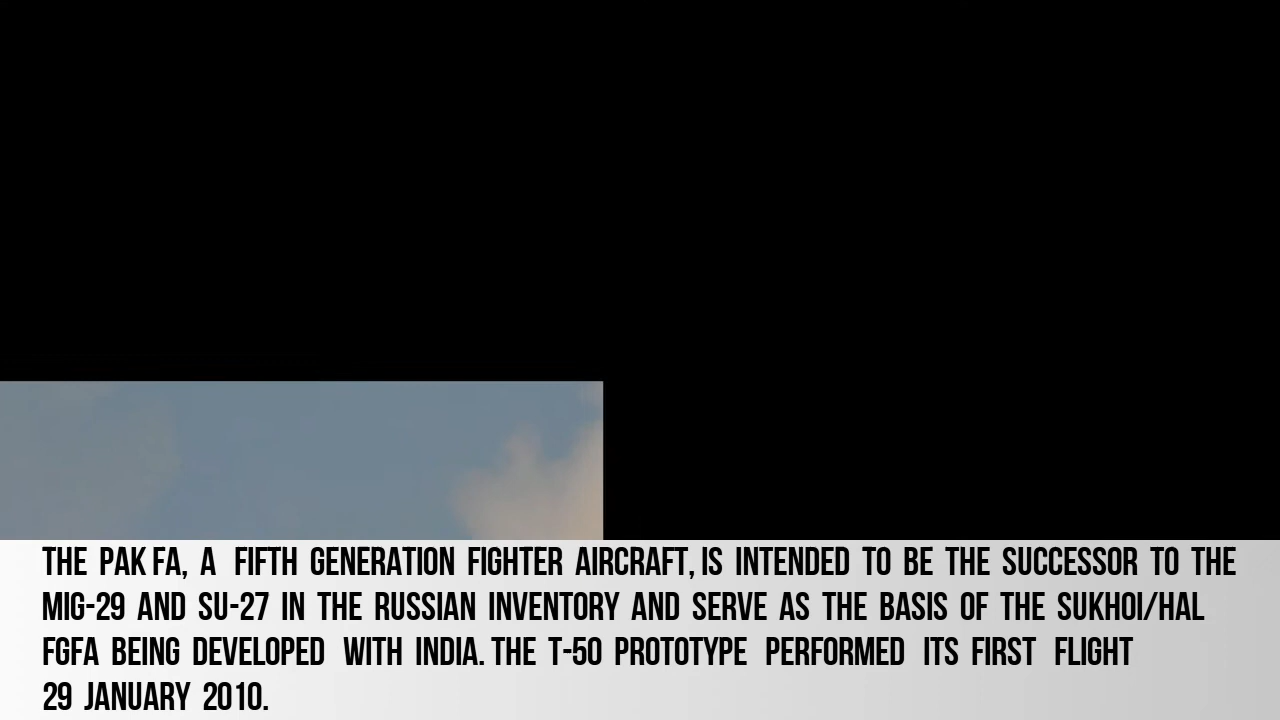 THE PAK FA, A FIFTH GENERATION FIGHTER AIRCRAFT, IS INTENDED TO BE THE SUCCESSOR TO THE
MIG-29 AND SU-27 IN THE RUSSIAN INVENTORY AND SERVE AS THE BASIS OF THE SUKHOI/HAL
FGFA BEING DEVELOPED WITH INDIA. THE T-50 PROTOTYPE PERFORMED ITS FIRST FLIGHT
29 JANUARY 2010.